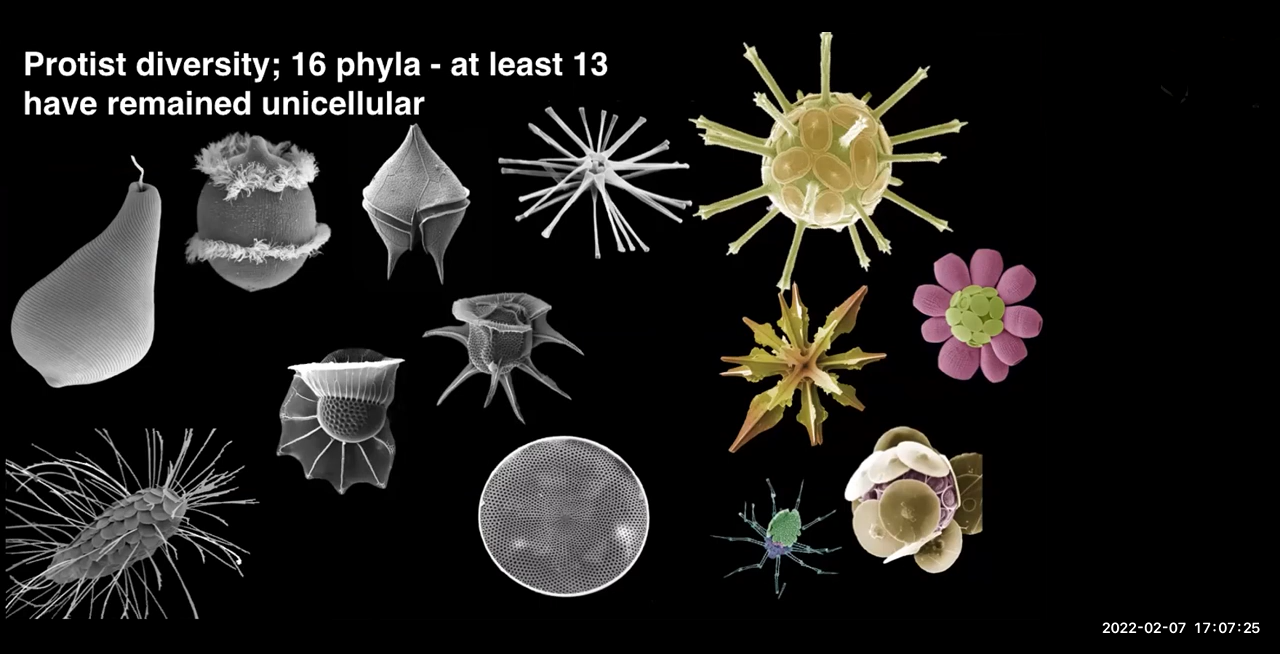 Protist diversity; 16 phyla - at least 13
have remained unicellular
2022-02-07 17:07:25